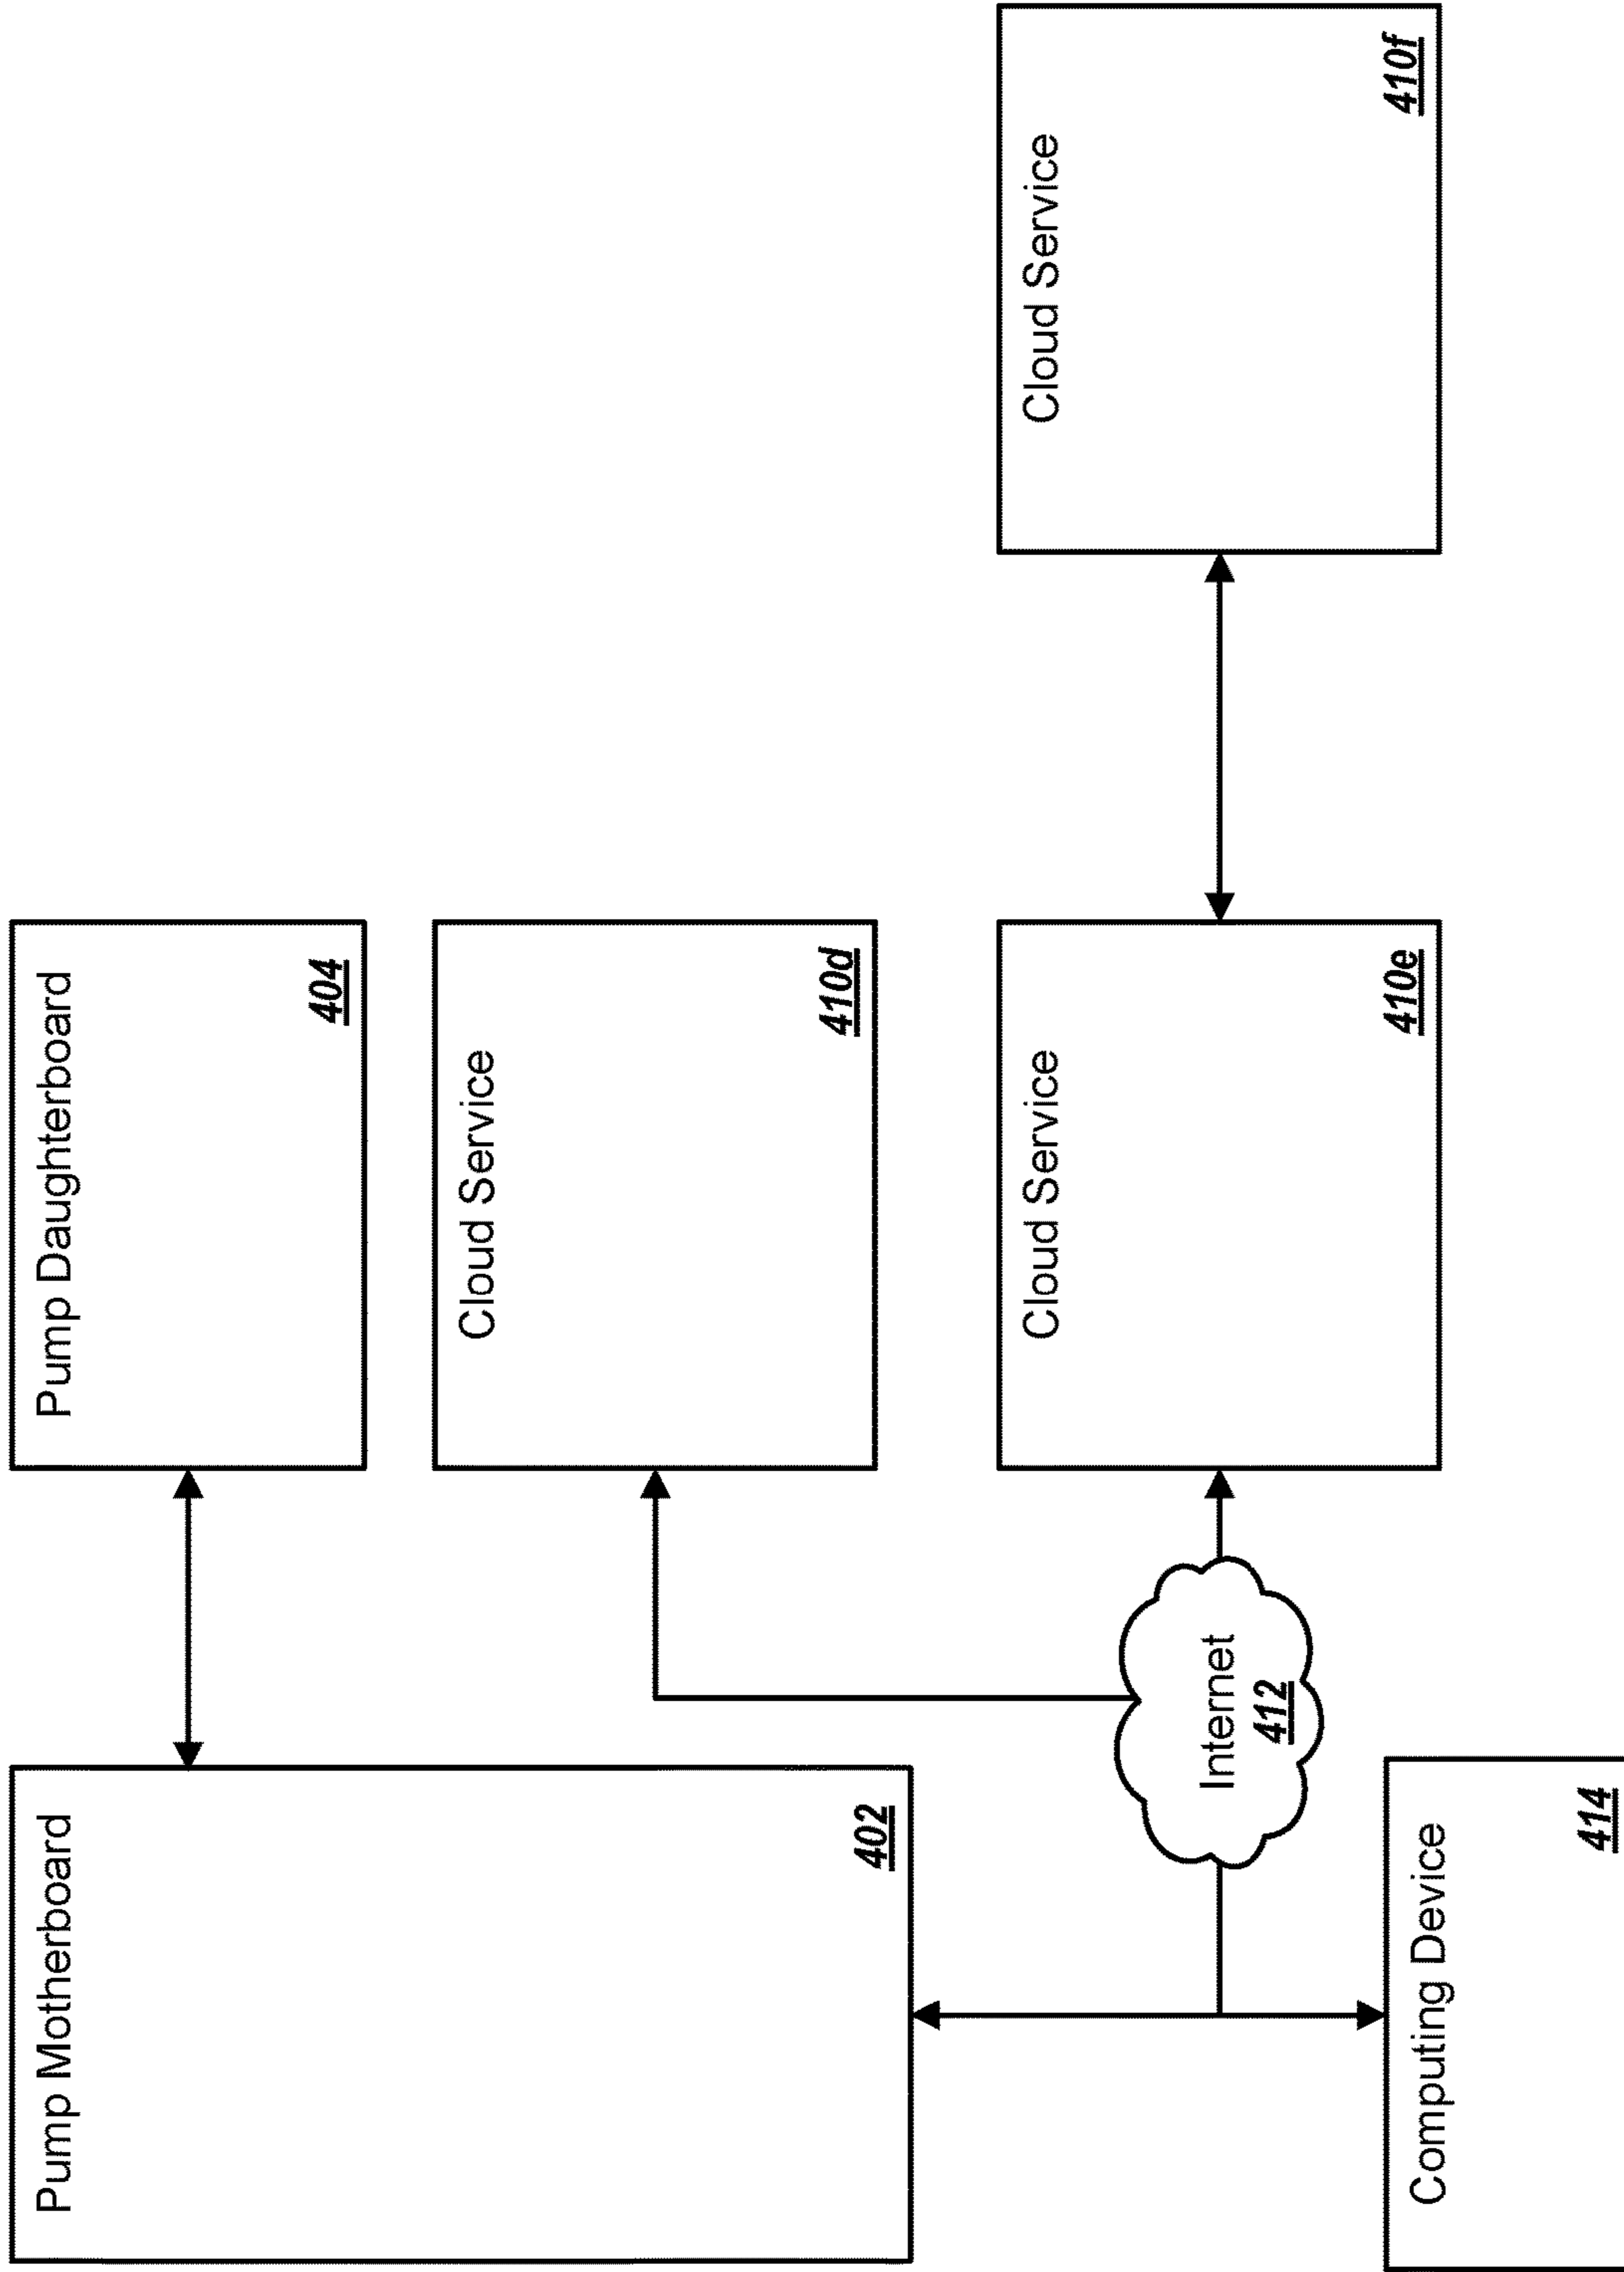 Pump Motherboard
402
Pump Daughterboard
404
Cloud Service
410d
Internet
412
Cloud Service
410e
Cloud Service
410f
Computing Device
414